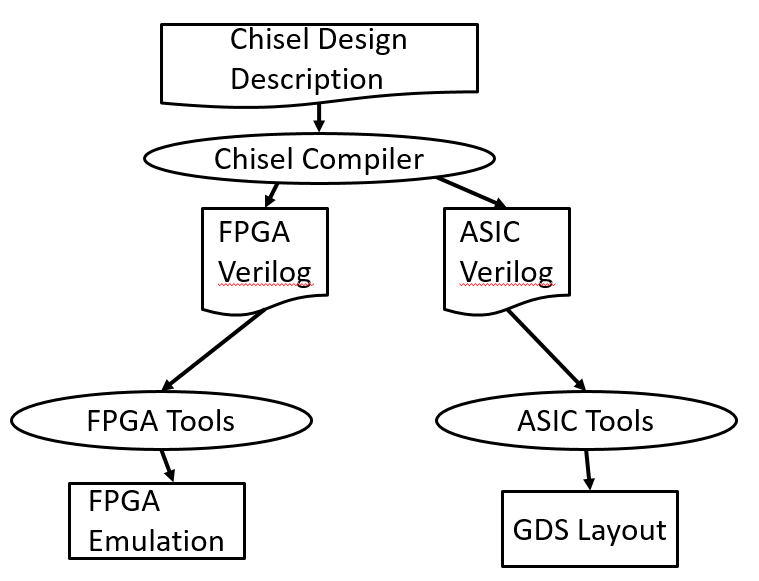 Chisel Design
Description
Chisel Compiler
FPGA
Verilog
ASIC
Verilog
FPGA Tools
ASIC Tools
FPGA
Emulation
GDS Layout